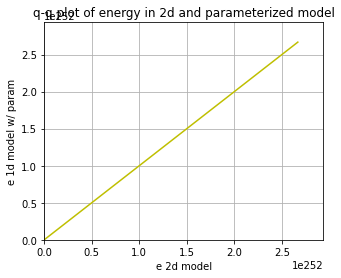 q-q plot of energy in 2d and parameterized model
1e252
2.5
2.0
1.5
1.0
0.5
0.0
e 1d model w/ param
0.0 0.5 1.0 1.5 2.0 2.5
1e252
e 2d model